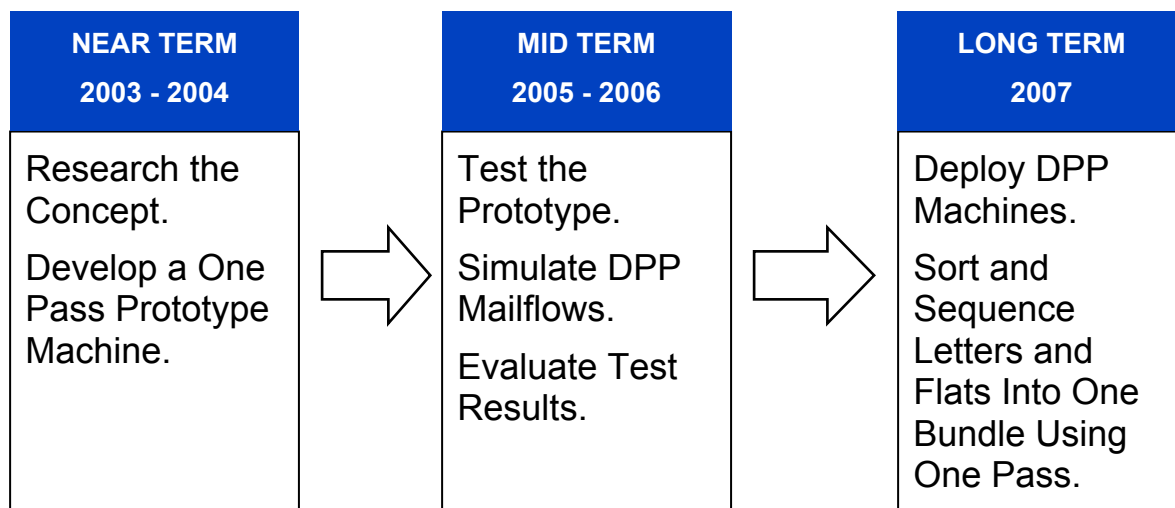 NEAR TERM
2003 - 2004
Research the
Concept.
Develop a One
Pass Prototype
Machine.
MID TERM
2005 - 2006
Test the
Prototype.
Simulate DPP
Mailflows.
Evaluate Test
Results.
LONG TERM
2007
Deploy DPP
Machines.
Sort and
Sequence
Letters and
Flats Into One
Bundle Using
One Pass.